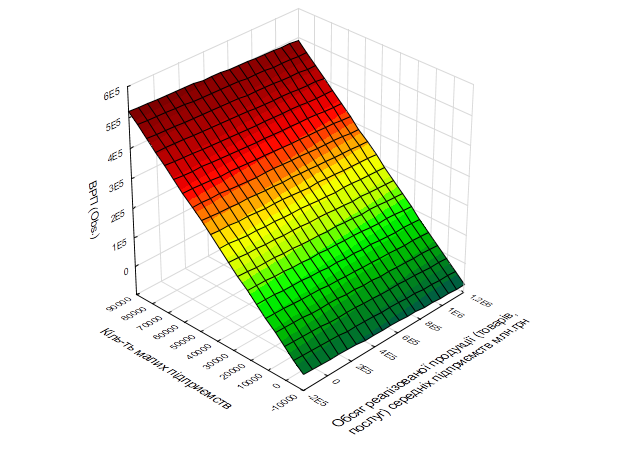 6E5
5E5
4E5
3E5
2E5
1E5
0
ВРП (Obs.)
90000
80000
70000
60000
50000
40000
30000
20000
10000
0
-10000
Кіль-ть малих підприємств
-2E5
0
2E5
4E5
6E5
8E5
1E6
1,2E6
Обсяг реалізованої продукції (товарів,
послуг) середніх підприємств млн.грн